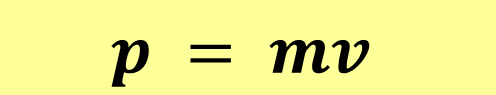 p = mv